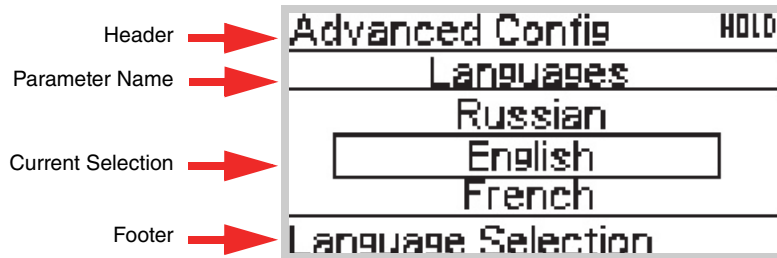 Header
Advanced Config HOLD
Parameter Name
Languages
Russian
Current Selection
English
French
Footer
Language Selection